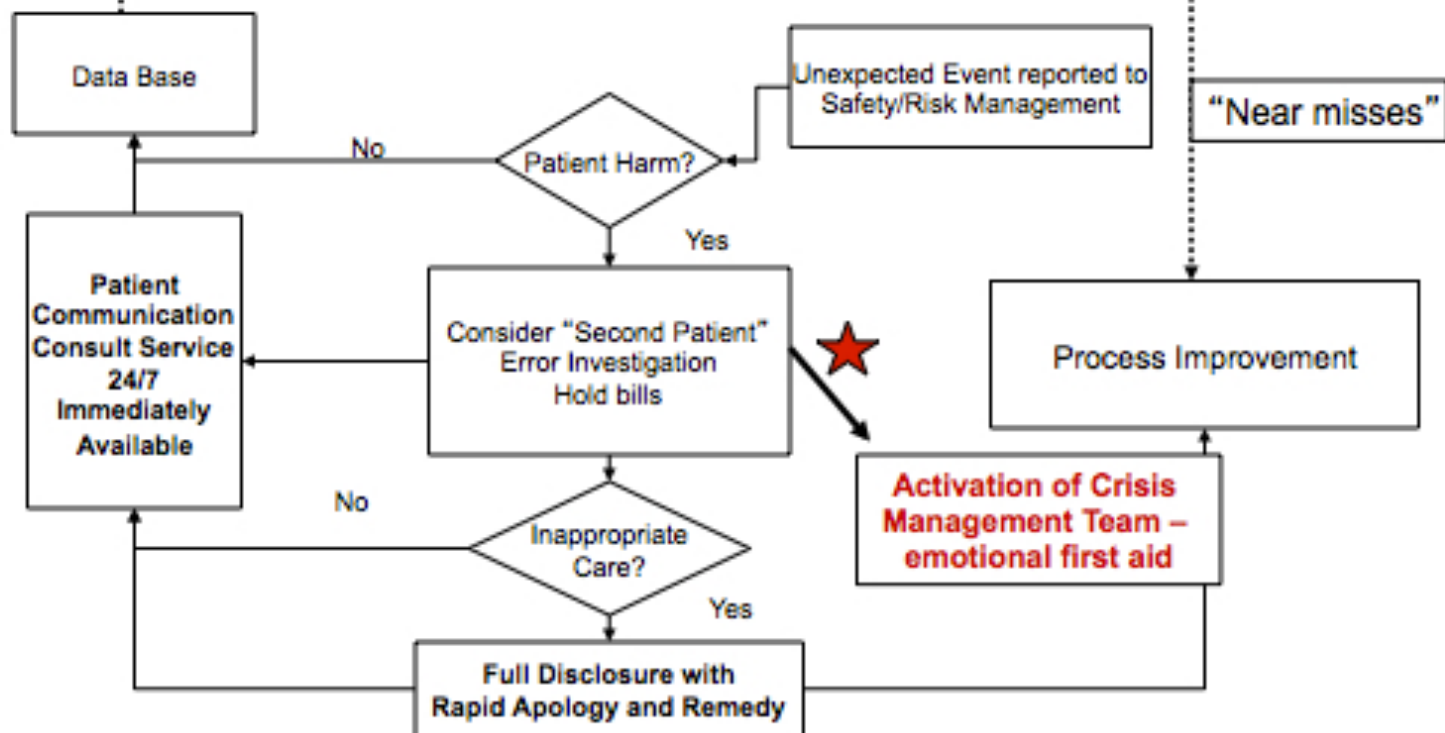 Data Base
Unexpected Event reported to
Safety/Risk Management
“Near misses”
No
Patient Harm?
Yes
Patient
Communication
Consult Service
24/7
Immediately
Available
Consider “Second Patient”
Error Investigation
Hold bills
Process Improvement
Activation of Crisis
Management Team –
emotional first aid
No
Inappropriate
Care?
Yes
Full Disclosure with
Rapid Apology and Remedy